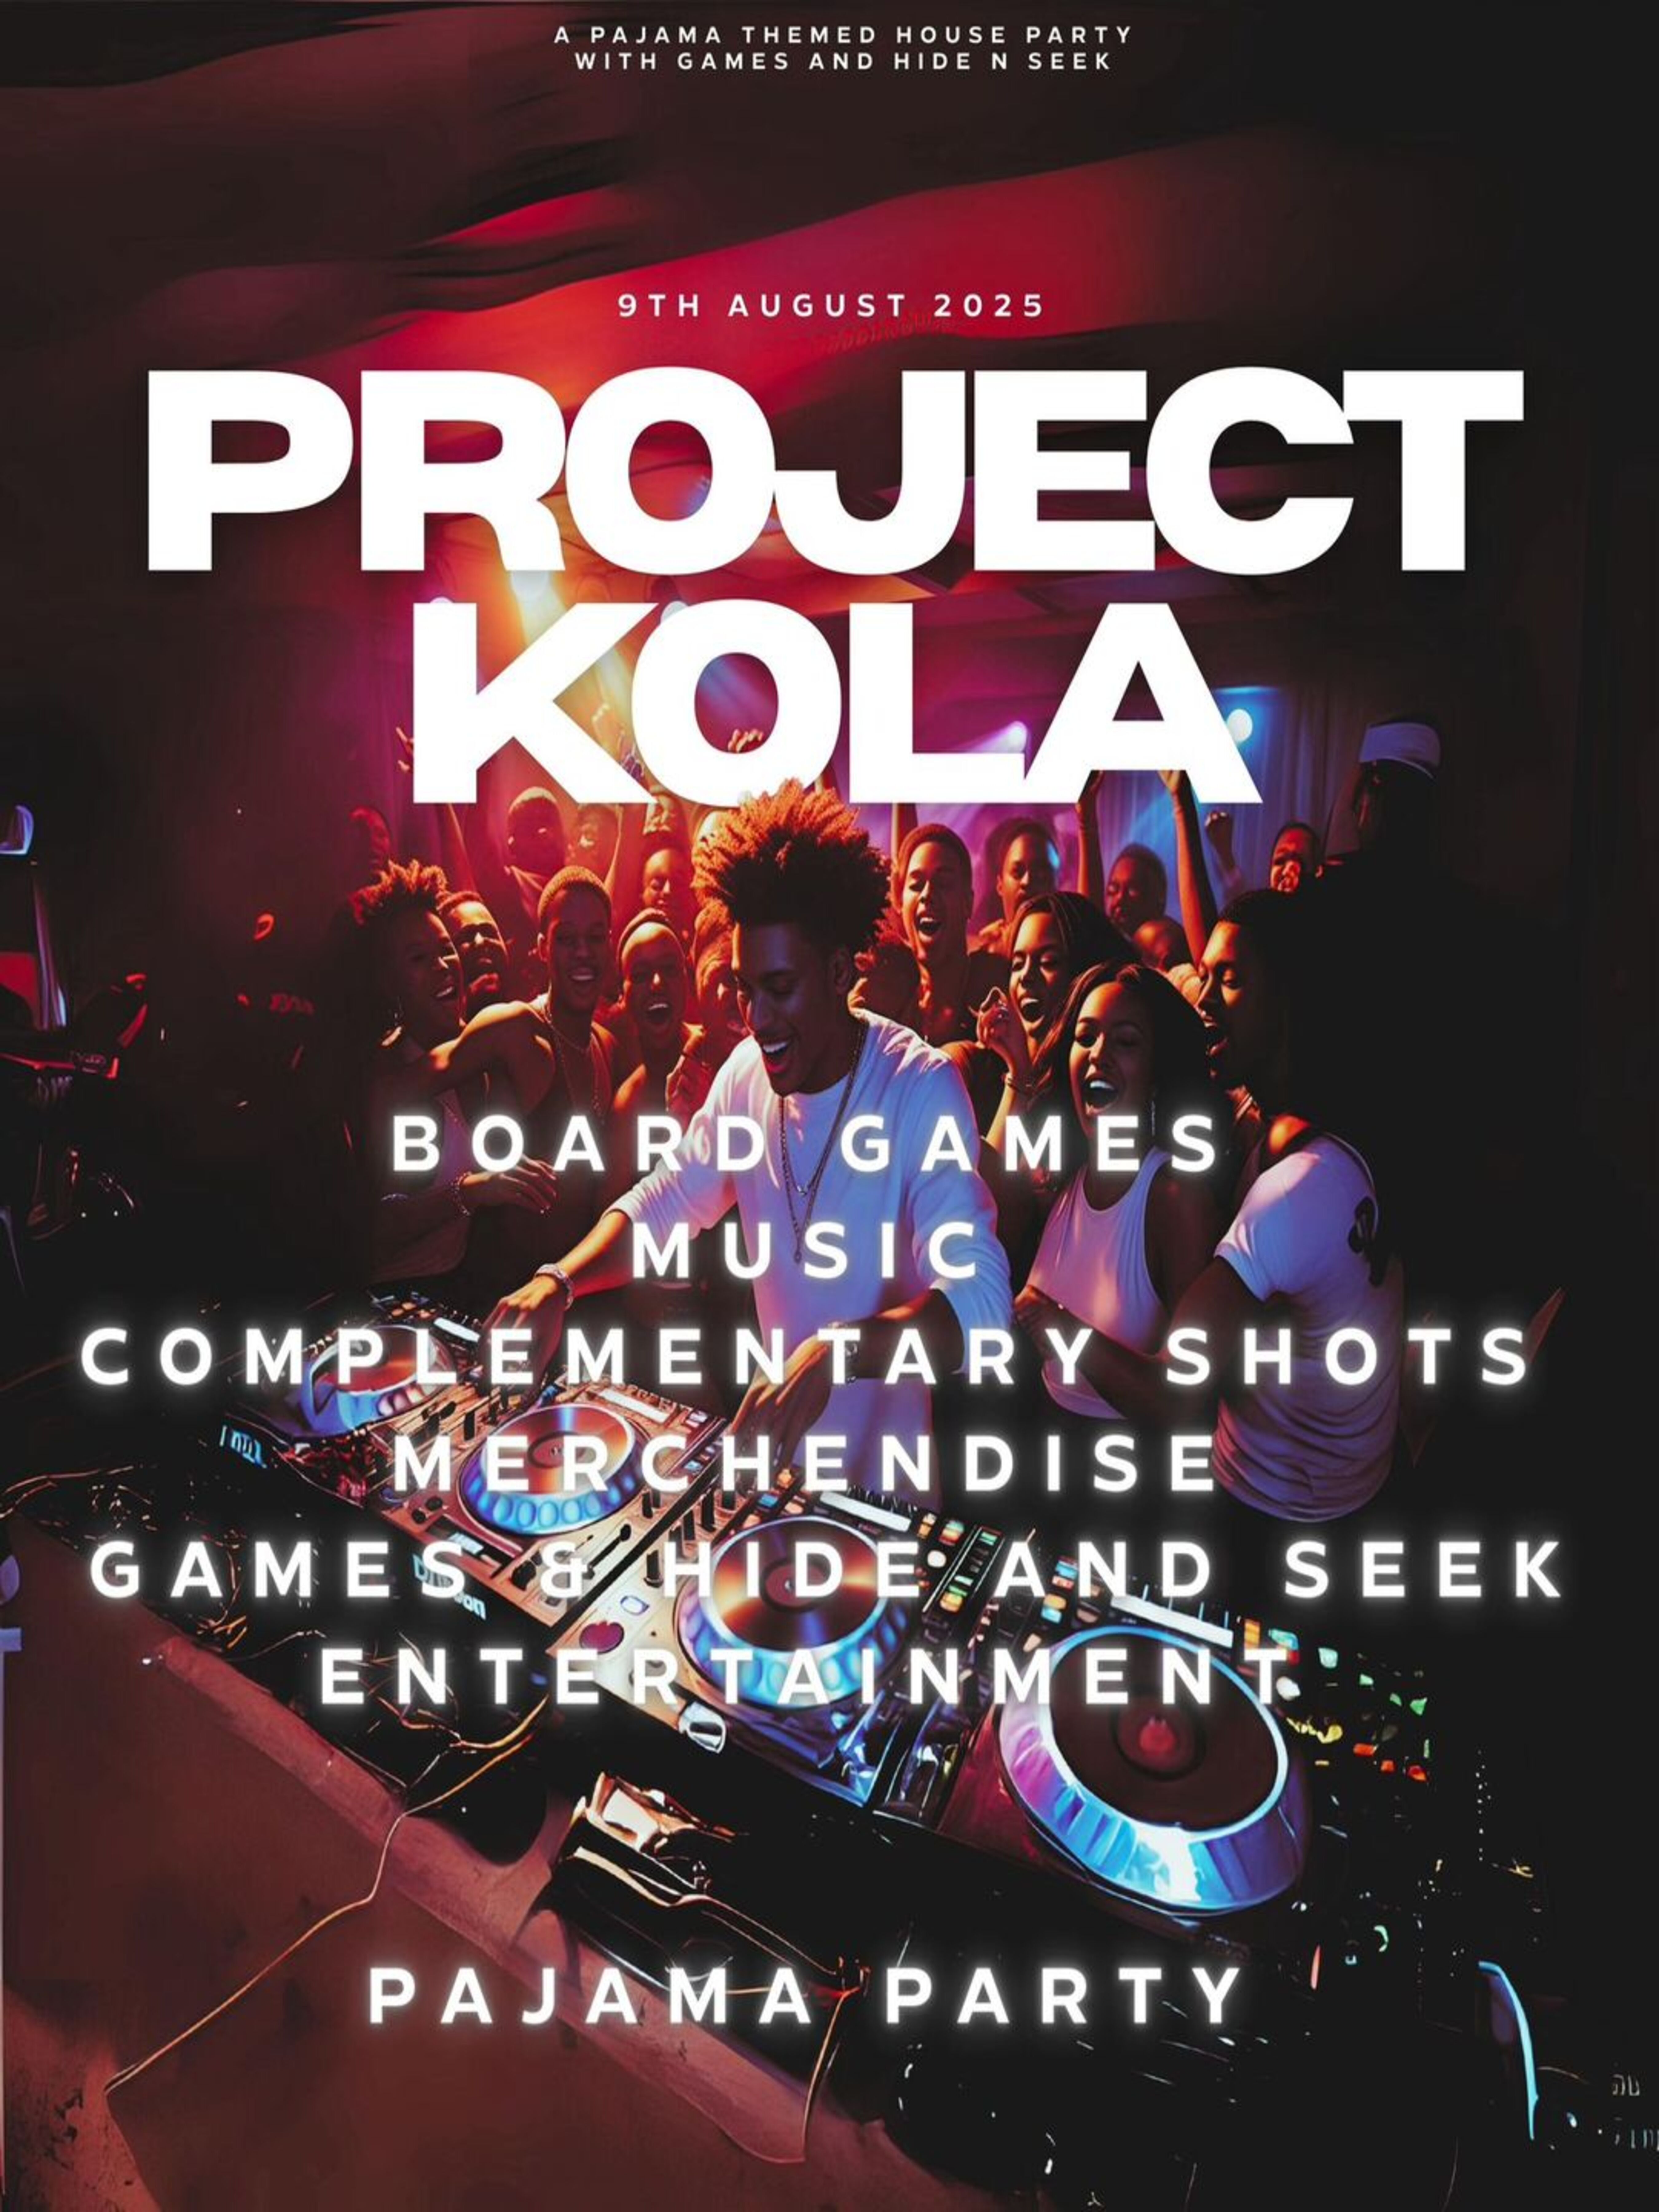 A PAJAMA THEMED HOUSE PARTY
WITH GAMES AND HIDE N SEEK
9TH AUGUST 2025
PROJECT
KOLA
BOARD GAMES
MUSIC
COMPLEMENTARY SHOTS
MERCHENDISE
GAMES & HIDE AND SEEK
ENTERTAINMENT
PAJAMA PARTY